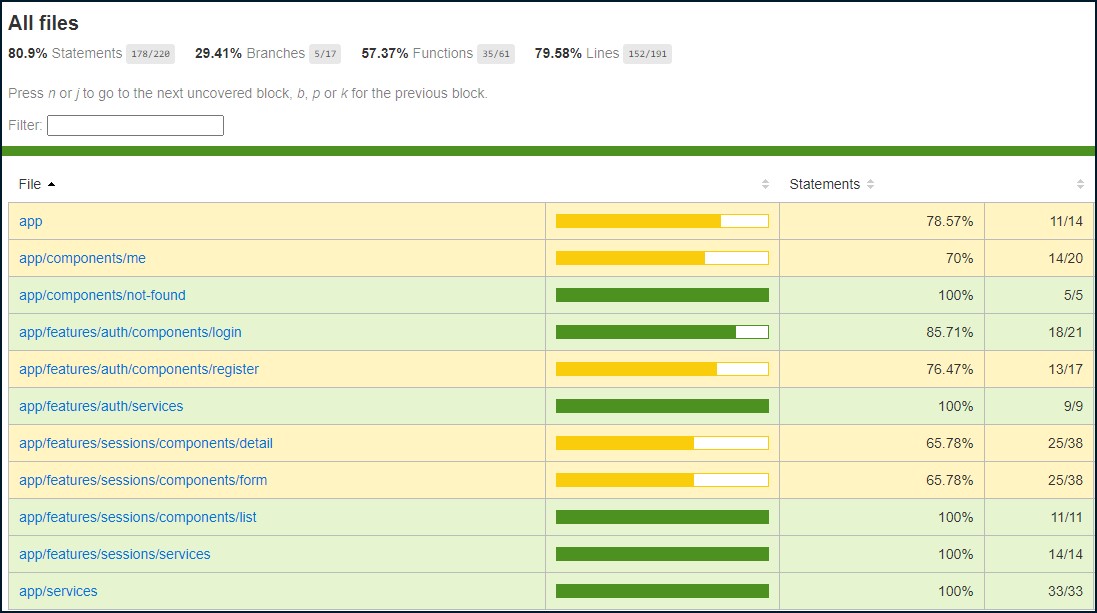 All files
80.9% Statements 178/220 29.41% Branches 5/17 57.37% Functions 35/61 79.58% Lines 152/191
Press n or j to go to the next uncovered block, b, p or k for the previous block.
Filter:
File Statements
app 78.57% 11/14
app/components/me 70% 14/20
app/components/not-found 100% 5/5
app/features/auth/components/login 85.71% 18/21
app/features/auth/components/register 76.47% 13/17
app/features/auth/services 100% 9/9
app/features/sessions/components/detail 65.78% 25/38
app/features/sessions/components/form 65.78% 25/38
app/features/sessions/components/list 100% 11/11
app/features/sessions/services 100% 14/14
app/services 100% 33/33